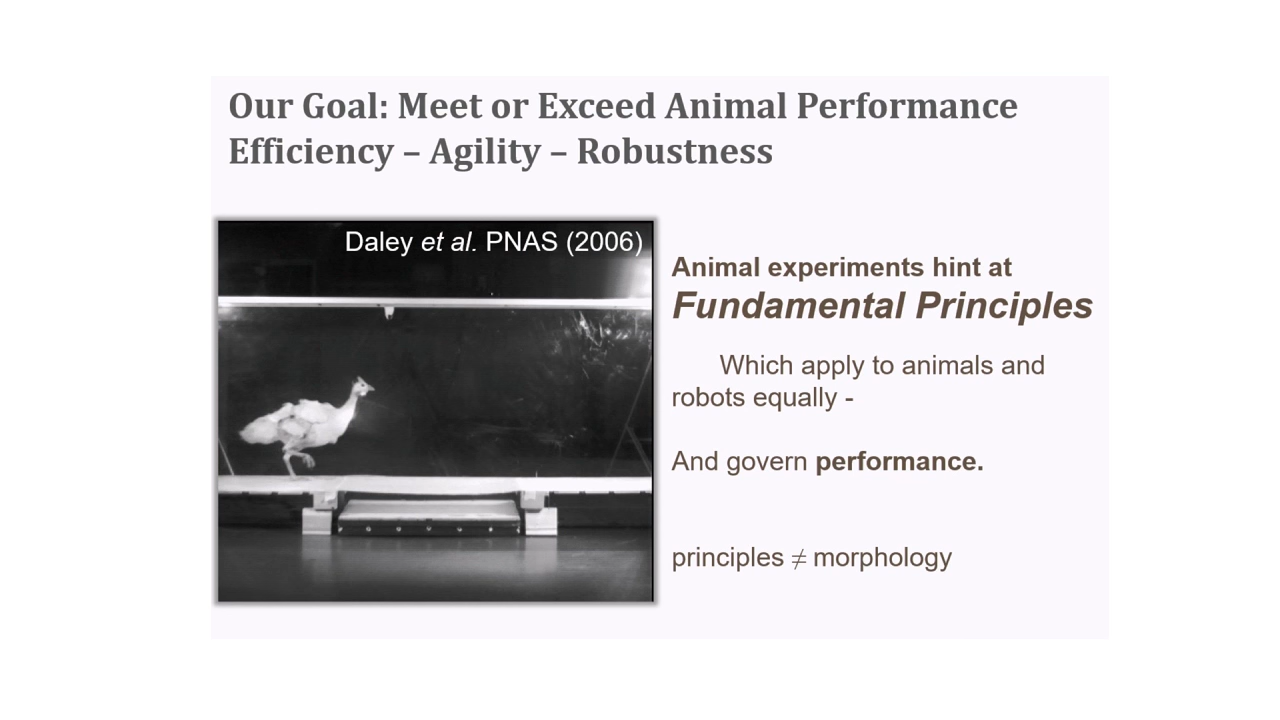 Our Goal: Meet or Exceed Animal Performance
Efficiency – Agility – Robustness
Daley et al. PNAS (2006)
Animal experiments hint at
Fundamental Principles
Which apply to animals and
robots equally -
And govern performance.
principles ≠ morphology